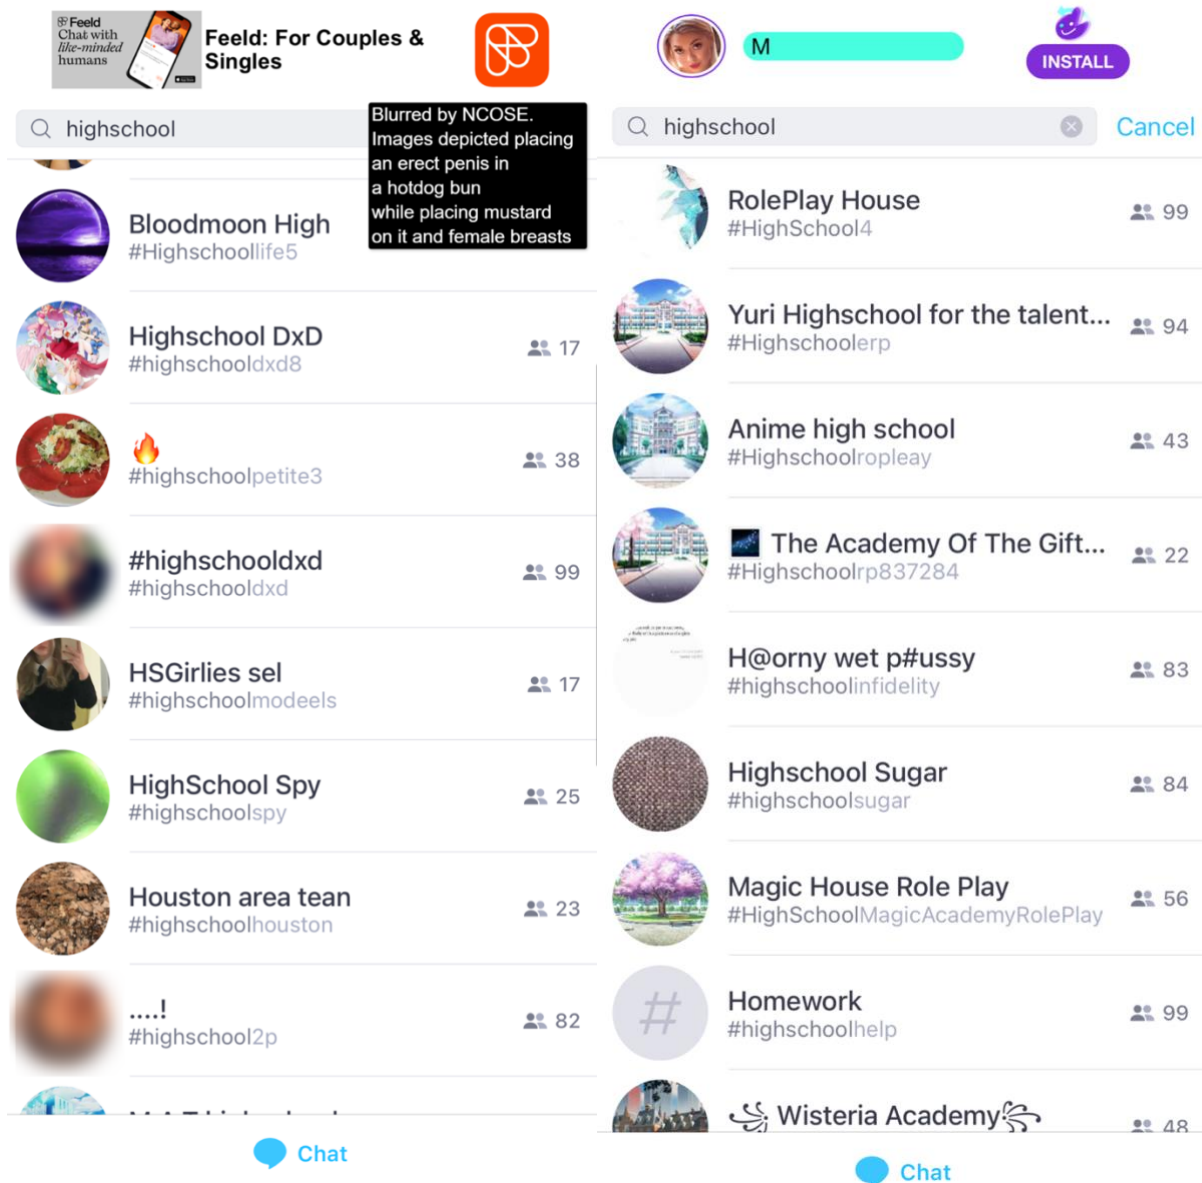 Feeld
Chat with
like-minded
humans
Feeld: For Couples &
Singles
highschool
Blurred by NCOSE.
Images depicted placing
an erect penis in
a hotdog bun
while placing mustard
on it and female breasts
Bloodmoon High
#Highschoollife5
Highschool DxD
#highschooldxd8
17
🔥
#highschoolpetite3
38
#highschooldxd
#highschooldxd
99
HSGirlies sel
#highschoolmodeels
17
HighSchool Spy
#highschoolspy
25
Houston area tean
#highschoolhouston
23
....!
#highschool2p
82
Chat
M
INSTALL
highschool
Cancel
RolePlay House
#HighSchool4
99
Yuri Highschool for the talent...
#Highschoolerp
94
Anime high school
#Highschoolropleay
43
The Academy Of The Gift...
#Highschoolrp837284
22
H@orny wet p#ussy
#highschoolinfidelity
83
Highschool Sugar
#highschoolsugar
84
Magic House Role Play
#HighSchoolMagicAcademyRolePlay
56
Homework
#highschoolhelp
99
꧁ Wisteria Academy ꧂
48
Chat